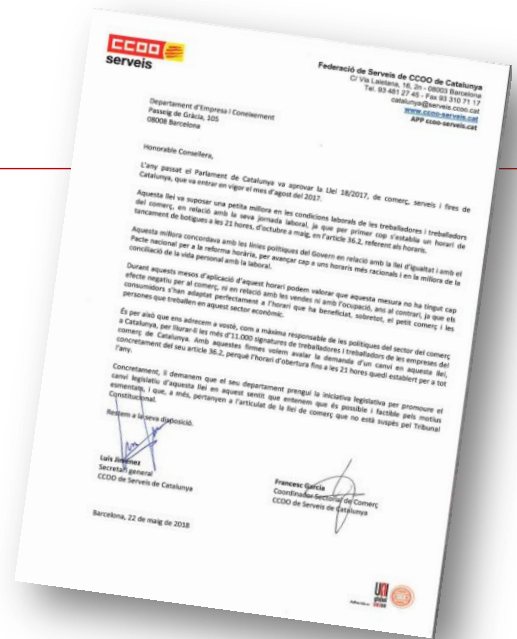 CCOO
serveis
Federació de Serveis de CCOO de Catalunya
C/ Via Laietana, 16, 2n - 08003 Barcelona
Tel. 93 481 27 45 - Fax 93 310 71 17
catalunya@serveis.ccoo.cat
www.ccoo-serveis.cat
APP ccoo-serveis.cat
Departament d'Empresa i Coneixement
Passeig de Gràcia, 105
08008 Barcelona
Honorable Consellera,
L'any passat el Parlament de Catalunya va aprovar la Llei 18/2017, de comerç, serveis i fires de
Catalunya, que va entrar en vigor el mes d'agost del 2017.
Aquesta llei va suposar una petita millora en les condicions laborals de les treballadores i treballadors
del comerç, en relació amb la seva jornada laboral, ja que per primer cop s'establia un horari de
tancament de botigues a les 21 hores, d'octubre a maig, en l'article 36.2, referent als horaris.
Aquesta millora concordava amb les línies polítiques del Govern en relació amb la llei d'igualtat i amb el
Pacte nacional per a la reforma horària, per avançar cap a uns horaris més racionals i en la millora de la
conciliació de la vida personal amb la laboral.
Durant aquests mesos d'aplicació d'aquest horari podem valorar que aquesta mesura no ha tingut cap
efecte negatiu per al comerç, ni en relació amb les vendes ni amb l'ocupació, ans al contrari, ja que els
consumidors s'han adaptat perfectament a l'horari que ha beneficiat, sobretot, el petit comerç i les
persones que treballen en aquest sector econòmic.
És per això que ens adrecem a vostè, com a màxima responsable de les polítiques del sector del comerç
a Catalunya, per lliurar-li les més d'11.000 signatures de treballadores i treballadors de les empreses del
comerç de Catalunya. Amb aquestes firmes volem avalar la demanda d'un canvi en aquesta llei,
concretament del seu article 36.2, perquè l'horari d'obertura fins a les 21 hores quedi establert per a tot
l'any.
Concretament, li demanem que el seu departament prengui la iniciativa legislativa per promoure el
canvi legislatiu d'aquesta llei en aquest sentit que entenem que és possible i factible pels motius
esmentats, i que, a més, pertanyen a l'articulat de la llei de comerç que no està suspès pel Tribunal
Constitucional.
Restem a la seva disposició.
Luis Jiménez
Secretari general
CCOO de Serveis de Catalunya
Francesc Garcia
Coordinador Sectorial de Comerç
CCOO de Serveis de Catalunya
Barcelona, 22 de maig de 2018
UNI
global
union